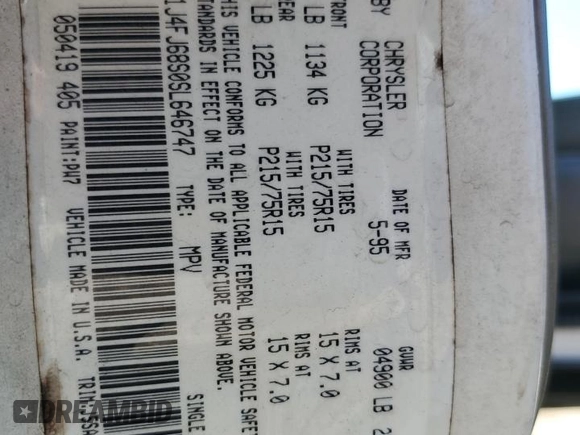 BY CHRYSLER CORPORATION DATE OF MFR 5-95 GVWR 04900 LB 2
FRONT WITH TIRES RIMS AT
LB 1134 KG P215/75R15 15 X 7.0
REAR WITH TIRES RIMS AT
LB 1225 KG P215/75R15 15 X 7.0
THIS VEHICLE CONFORMS TO ALL APPLICABLE FEDERAL MOTOR VEHICLE SAFE
STANDARDS IN EFFECT ON THE DATE OF MANUFACTURE SHOWN ABOVE.
1J4FJ68S0SL646747 TYPE: MPV SINGLE
050419 405 PAINT:PW7 VEHICLE MADE IN U.S.A. TRIM:
DREAMBID